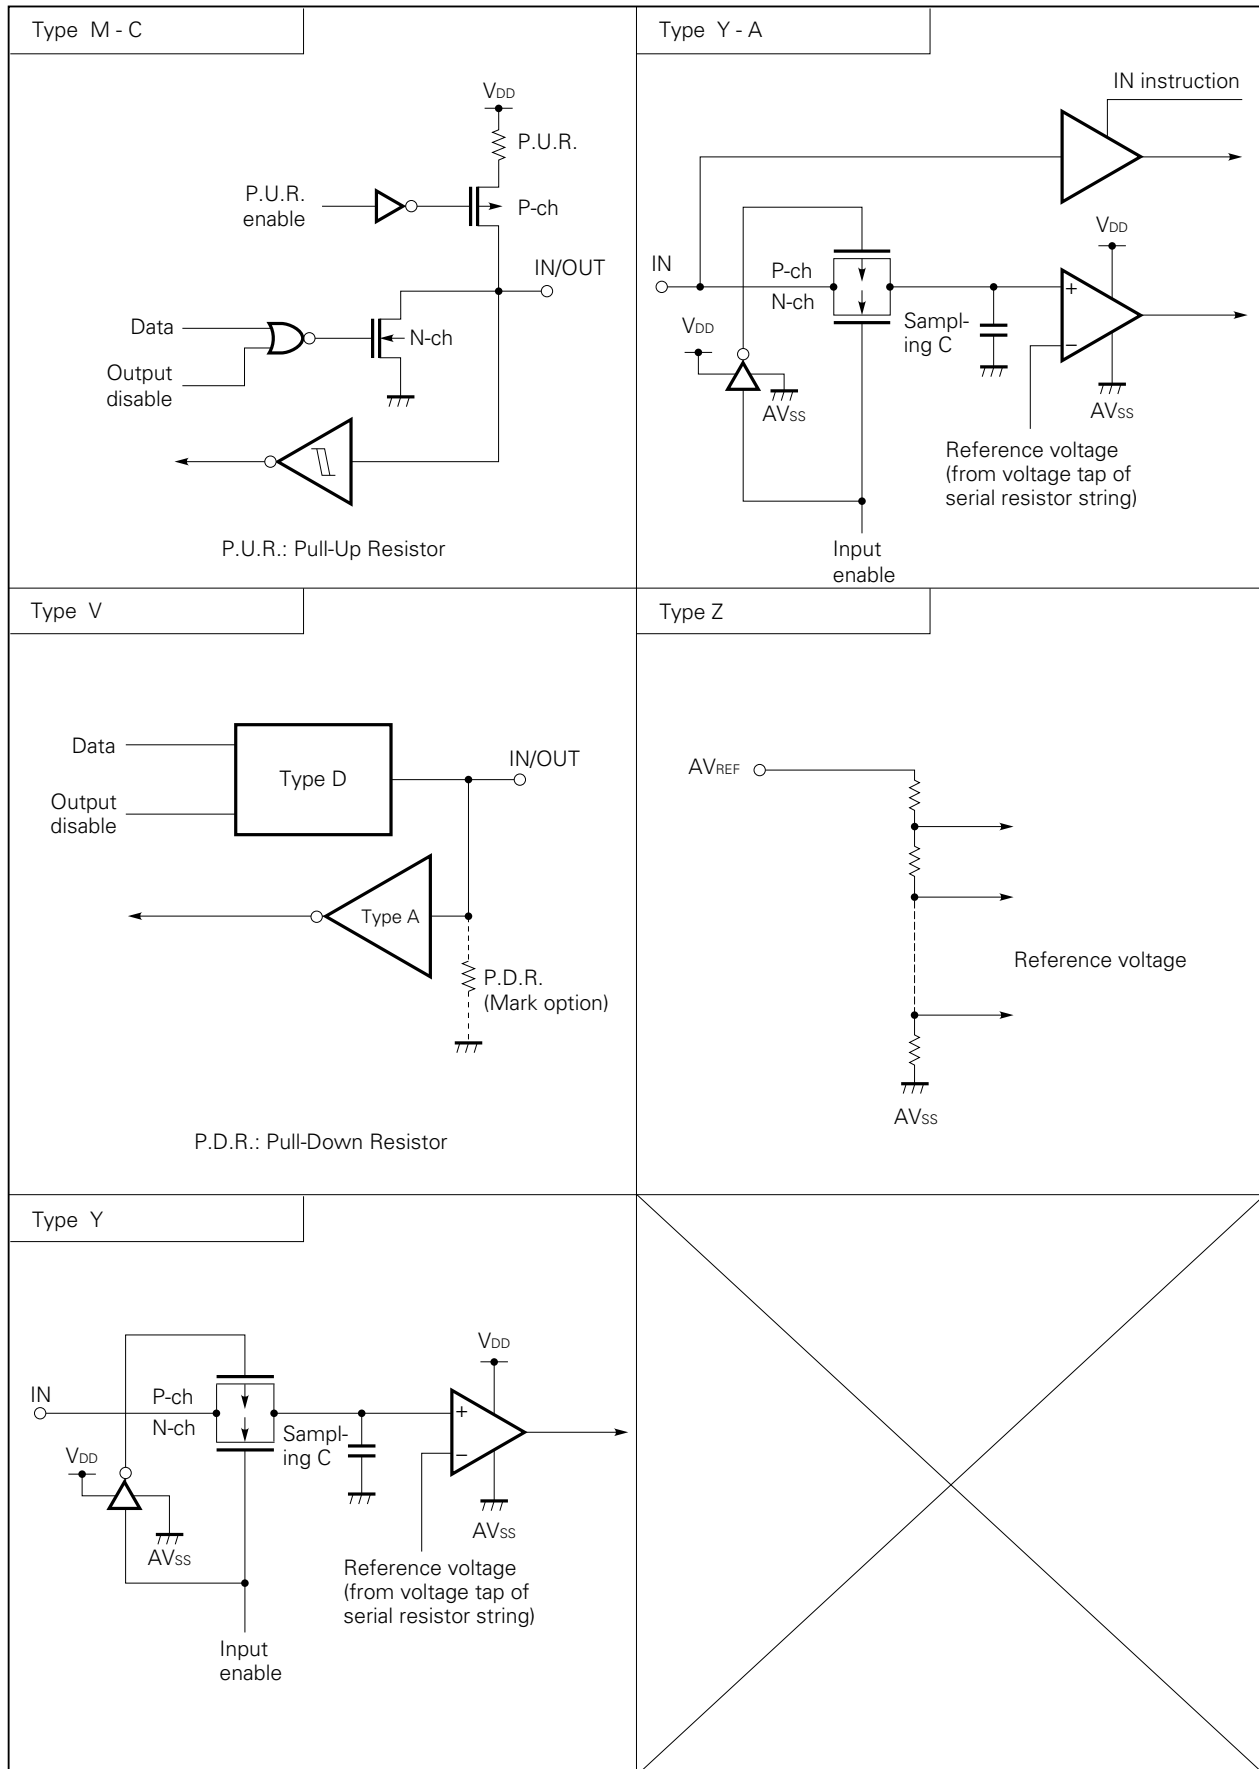 Type M - C
VDD
P.U.R.
P.U.R.
enable
P-ch
IN/OUT
Data
N-ch
Output
disable
P.U.R.: Pull-Up Resistor
Type Y - A
IN instruction
VDD
IN
P-ch
N-ch
+
VDD
Sampl-
ing C
−
AVSS
AVSS
Reference voltage
(from voltage tap of
serial resistor string)
Input
enable
Type V
Data
IN/OUT
Type D
Output
disable
Type A
P.D.R.
(Mark option)
P.D.R.: Pull-Down Resistor
Type Z
AVREF
Reference voltage
AVSS
Type Y
VDD
IN
P-ch
N-ch
+
Sampl-
ing C
VDD
−
AVSS
AVSS
Reference voltage
(from voltage tap of
serial resistor string)
Input
enable